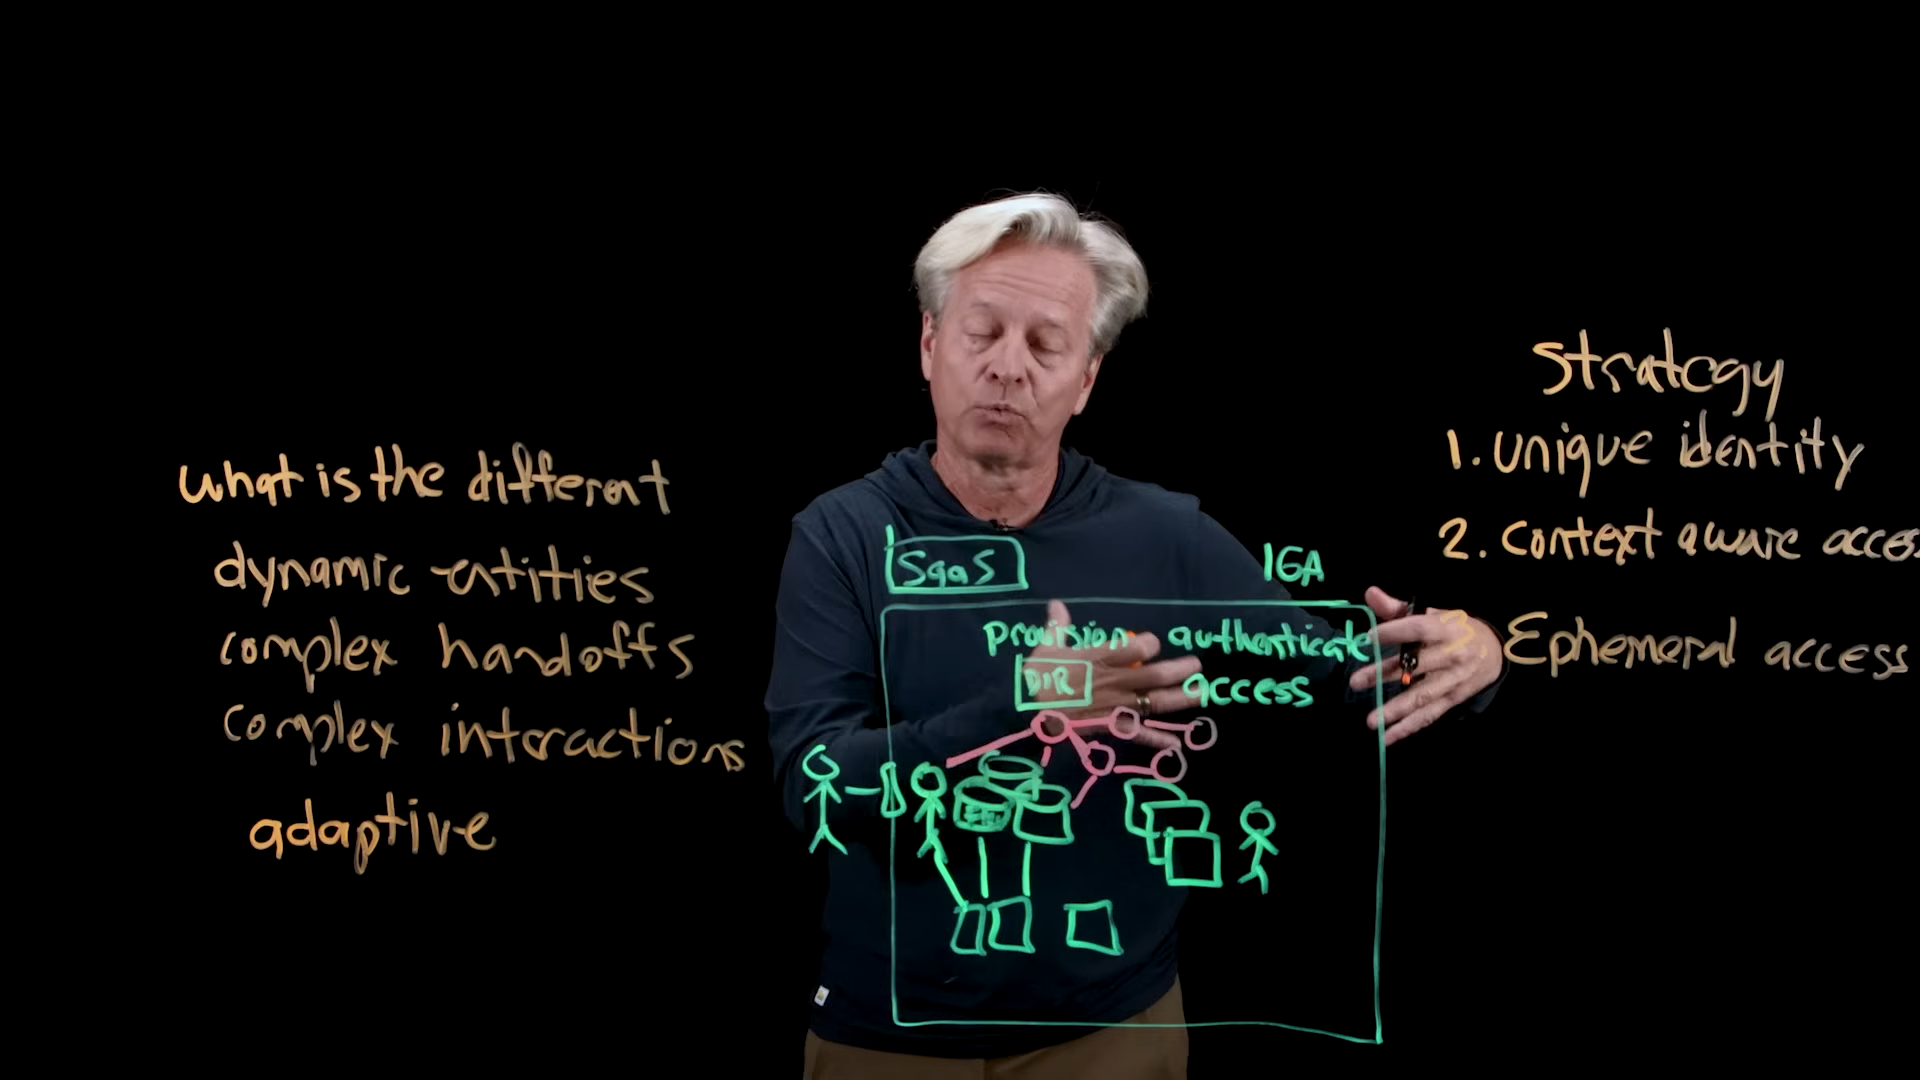 what is the different
dynamic entities
complex handoffs
complex interactions
adaptive
SaaS
IGA
provision authenticate
DIR access
Strategy
1. unique identity
2. Context aware acces
3. Ephemeral access